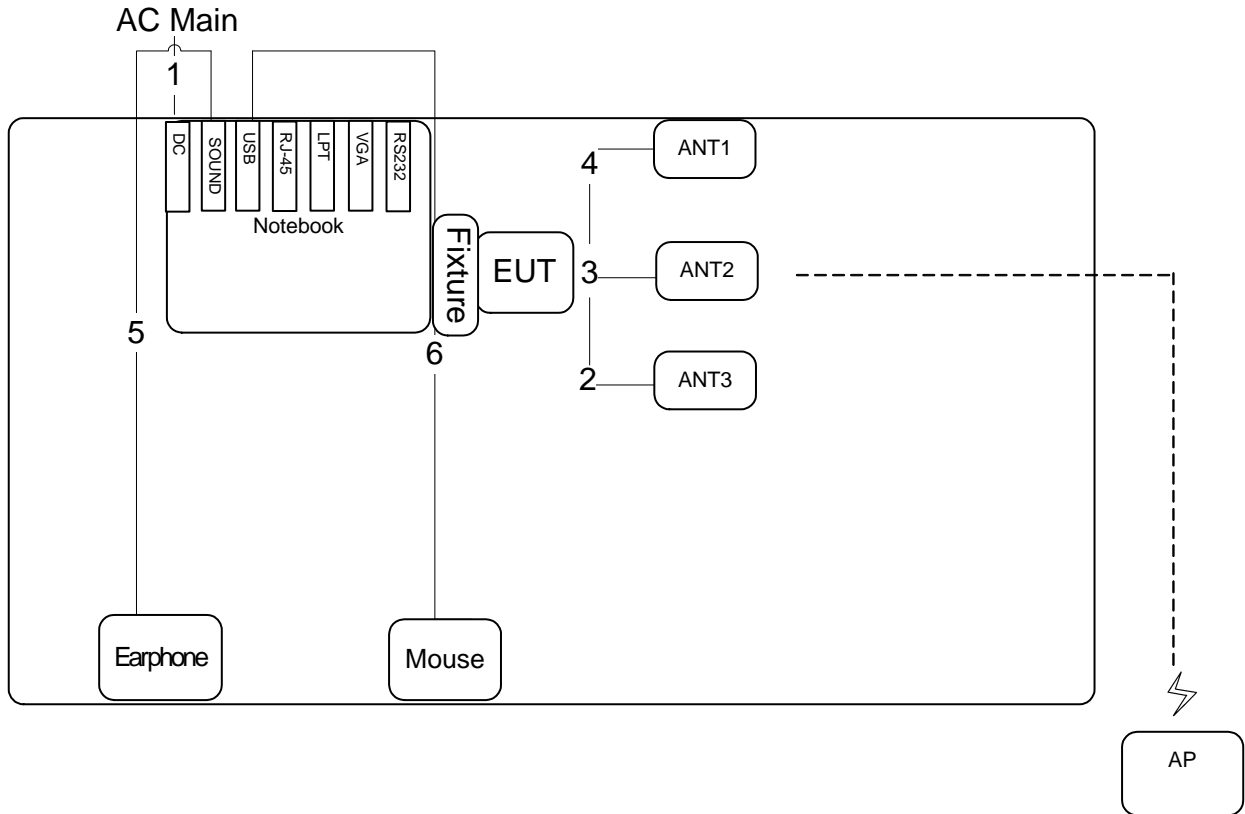 AC Main
1
DC
SOUND
USB
RJ-45
LPT
VGA
RS232
Notebook
Fixture
EUT
4
ANT1
3
ANT2
2
ANT3
5
6
Earphone
Mouse
AP